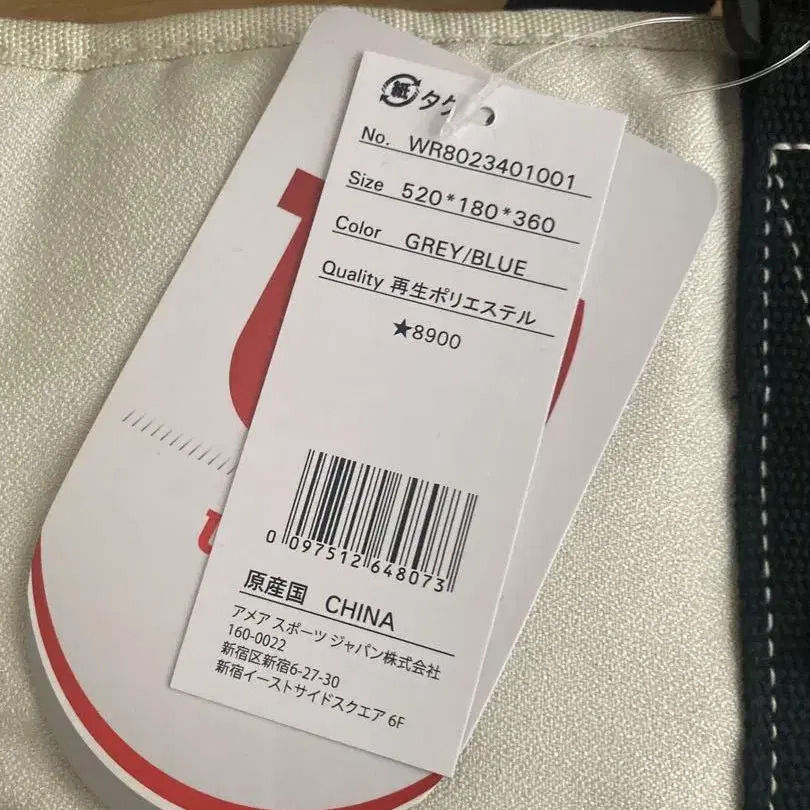 紙 タグ
No. WR8023401001
Size 520*180*360
Color GREY/BLUE
Quality 再生ポリエステル
★8900
0 097512 648073
原産国 CHINA
アメア スポーツ ジャパン株式会社
160-0022
新宿区新宿6-27-30
新宿イーストサイドスクエア 6F